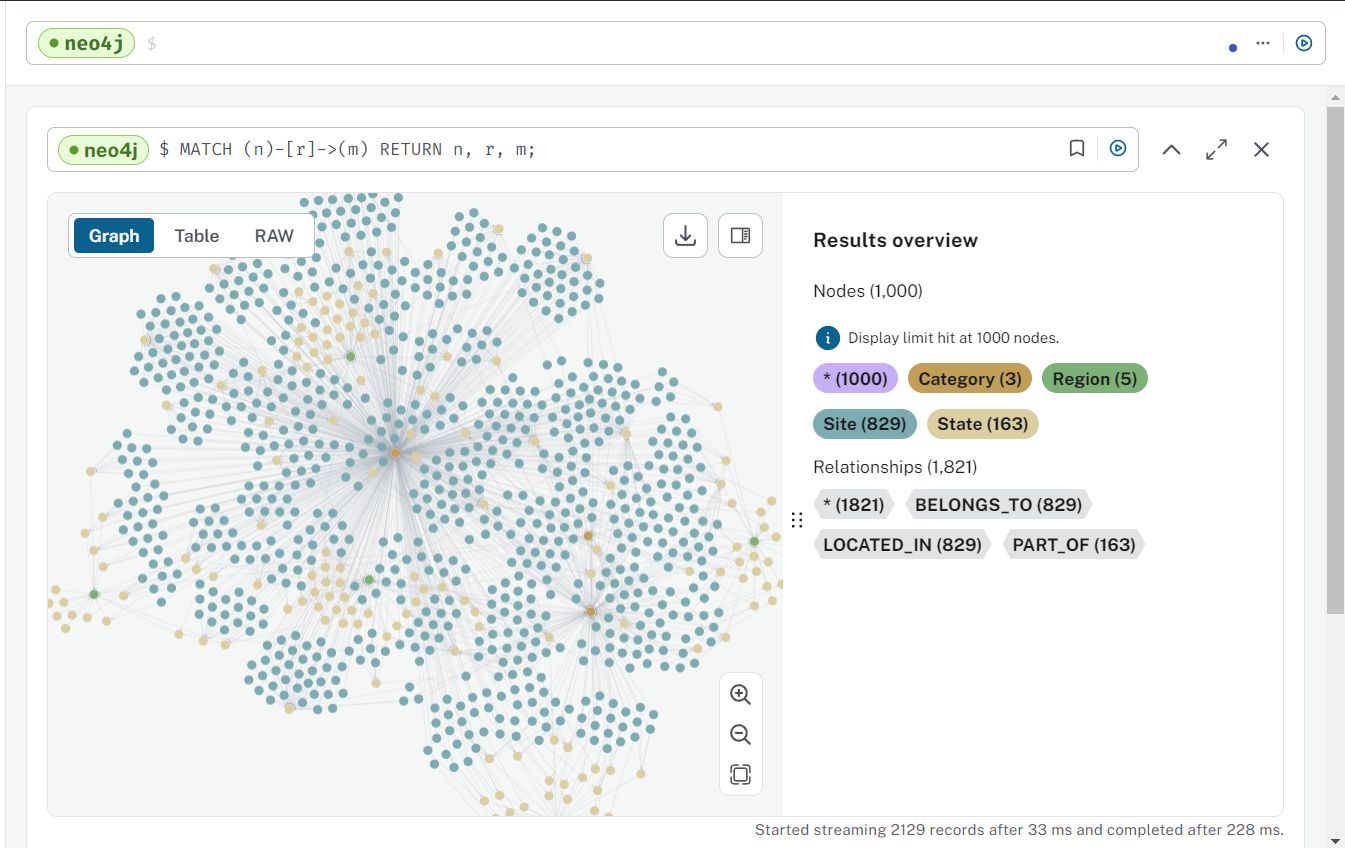 neo4j $
neo4j $ MATCH (n)-[r]->(m) RETURN n, r, m;
Graph Table RAW
Results overview
Nodes (1,000)
Display limit hit at 1000 nodes.
* (1000) Category (3) Region (5)
Site (829) State (163)
Relationships (1,821)
* (1821) BELONGS_TO (829)
LOCATED_IN (829) PART_OF (163)
Started streaming 2129 records after 33 ms and completed after 228 ms.